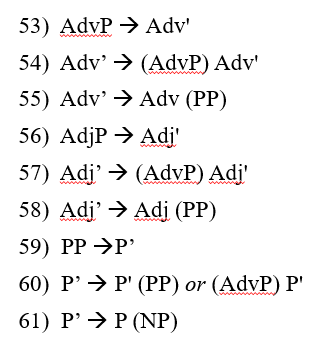 53) AdvP → Adv'
54) Adv’ → (AdvP) Adv'
55) Adv’ → Adv (PP)
56) AdjP → Adj'
57) Adj’ → (AdvP) Adj'
58) Adj’ → Adj (PP)
59) PP →P’
60) P’ → P' (PP) or (AdvP) P'
61) P’ → P (NP)